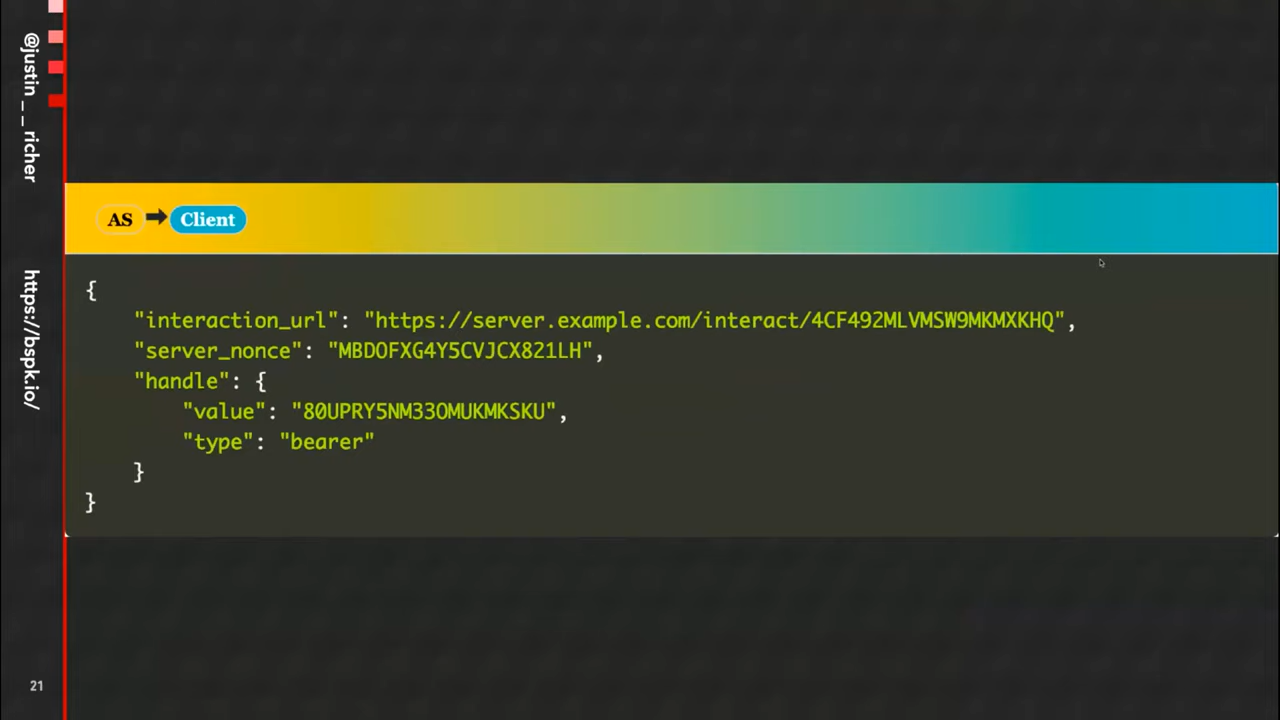 @justin__richer
https://bspk.io/
AS ➡ Client
{
    "interaction_url": "https://server.example.com/interact/4CF492MLVMSW9MKMXKHQ",
    "server_nonce": "MBDOFXG4Y5CVJCX821LH",
    "handle": {
        "value": "80UPRY5NM33OMUKMKSKU",
        "type": "bearer"
    }
}
21